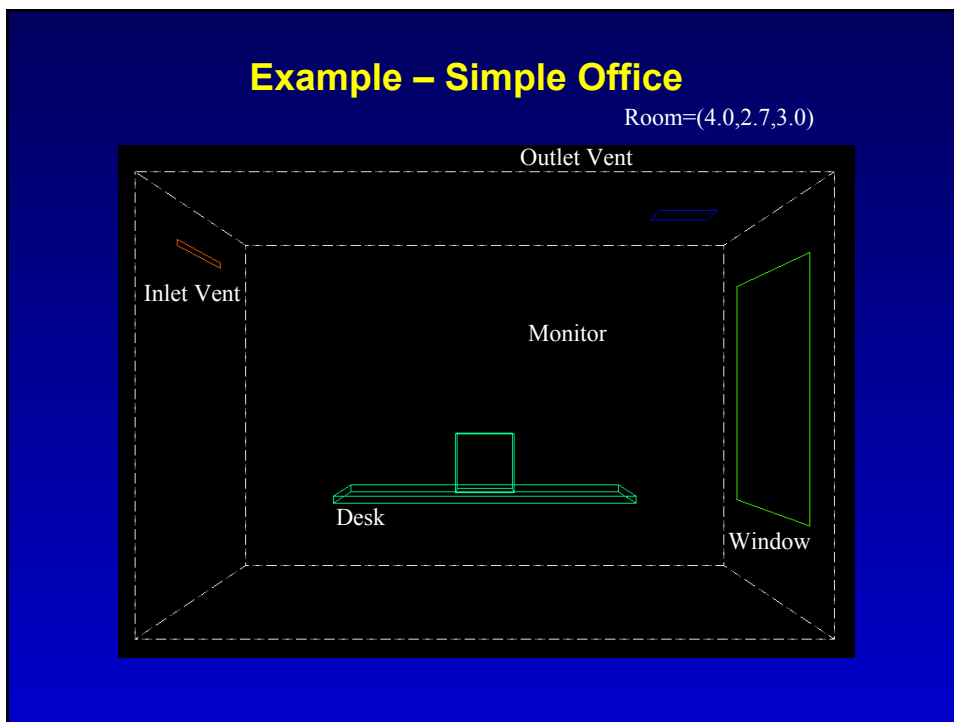 Example – Simple Office
Room=(4.0,2.7,3.0)
Outlet Vent
Inlet Vent
Monitor
Desk
Window